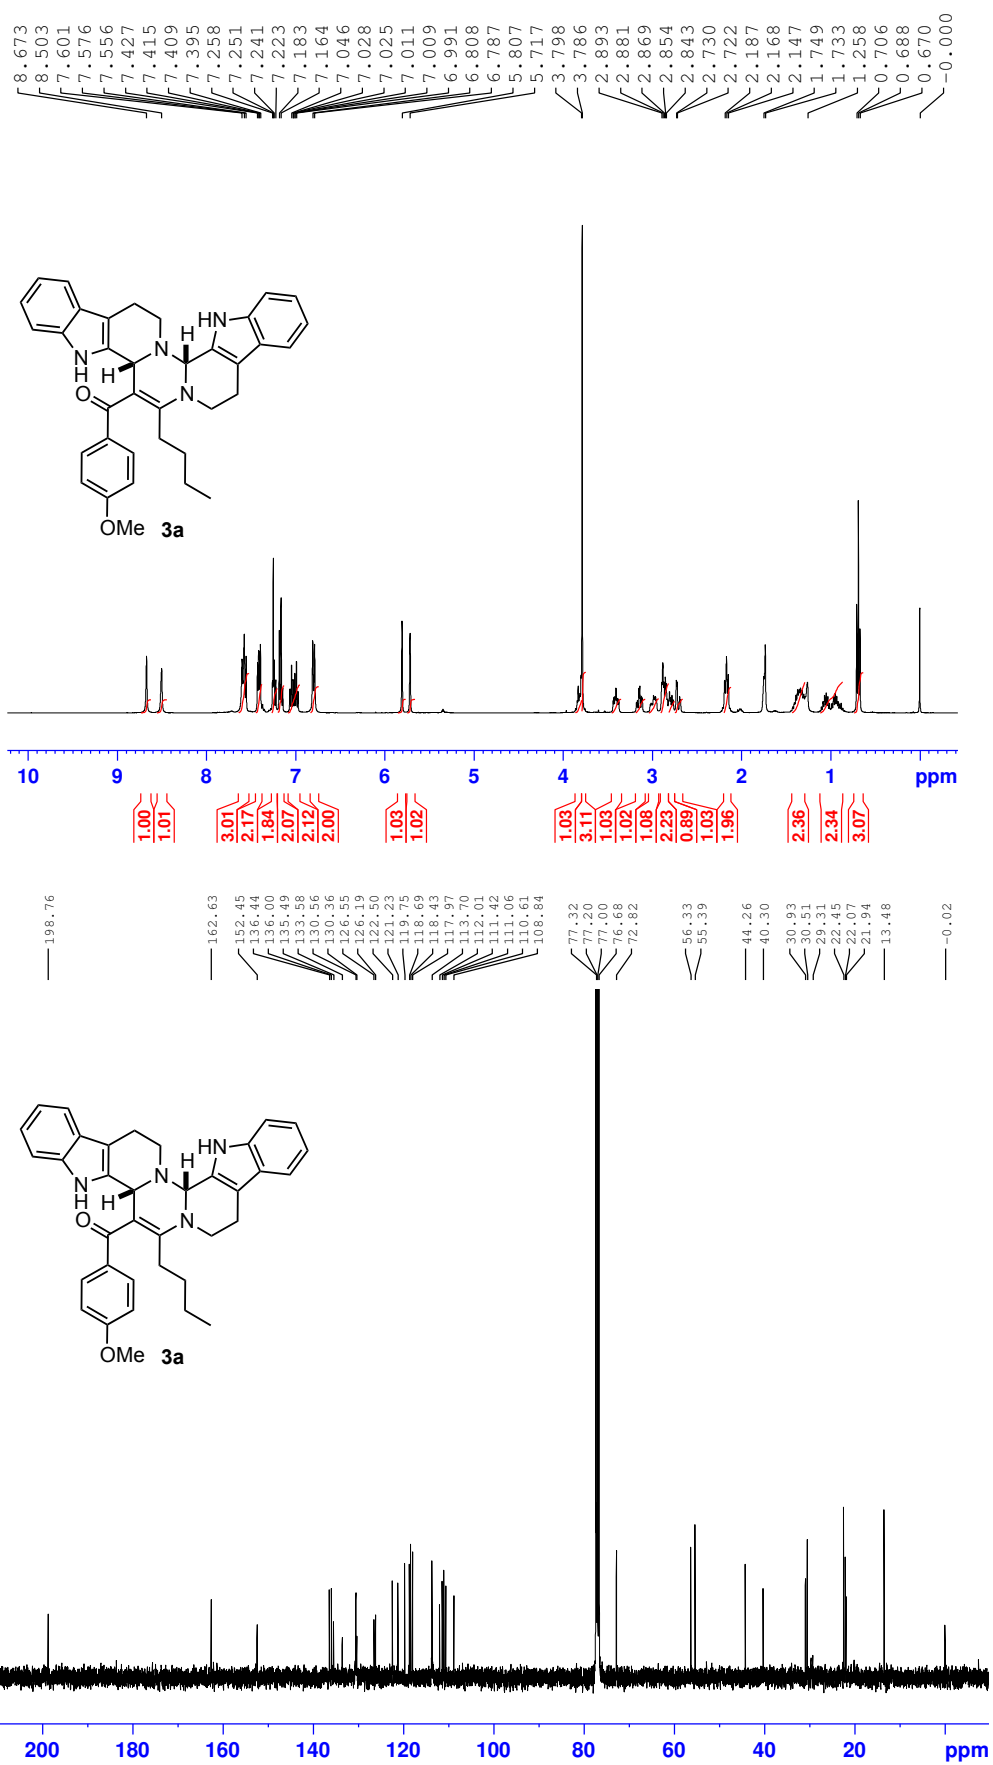 8.673 8.503 7.601 7.576 7.556 7.427 7.415 7.409 7.395 7.258 7.251 7.241 7.223 7.183 7.164 7.046 7.028 7.025 7.011 7.009 6.991 6.808 6.787 5.807 5.717 3.798 3.786 2.893 2.881 2.869 2.854 2.843 2.730 2.722 2.187 2.168 2.147 1.749 1.733 1.258 0.706 0.688 0.670 -0.000
HN
H
N
N
H
H
O
N
OMe 3a
10 9 8 7 6 5 4 3 2 1 ppm
1.00 1.01 3.01 2.17 1.84 2.07 2.12 2.00 1.03 1.02 1.03 3.11 1.03 1.02 1.08 2.23 0.89 1.03 1.96 2.36 2.34 3.07
198.76 162.63 152.45 136.44 136.00 135.49 133.58 130.56 130.36 126.55 126.19 122.50 121.23 119.75 118.69 118.43 117.97 113.70 112.01 111.42 111.06 110.61 108.84 77.32 77.20 77.00 76.68 72.82 56.33 55.39 44.26 40.30 30.93 30.51 29.31 22.45 22.07 21.94 13.48 -0.02
HN
H
N
N
H
H
O
N
OMe 3a
200 180 160 140 120 100 80 60 40 20 ppm